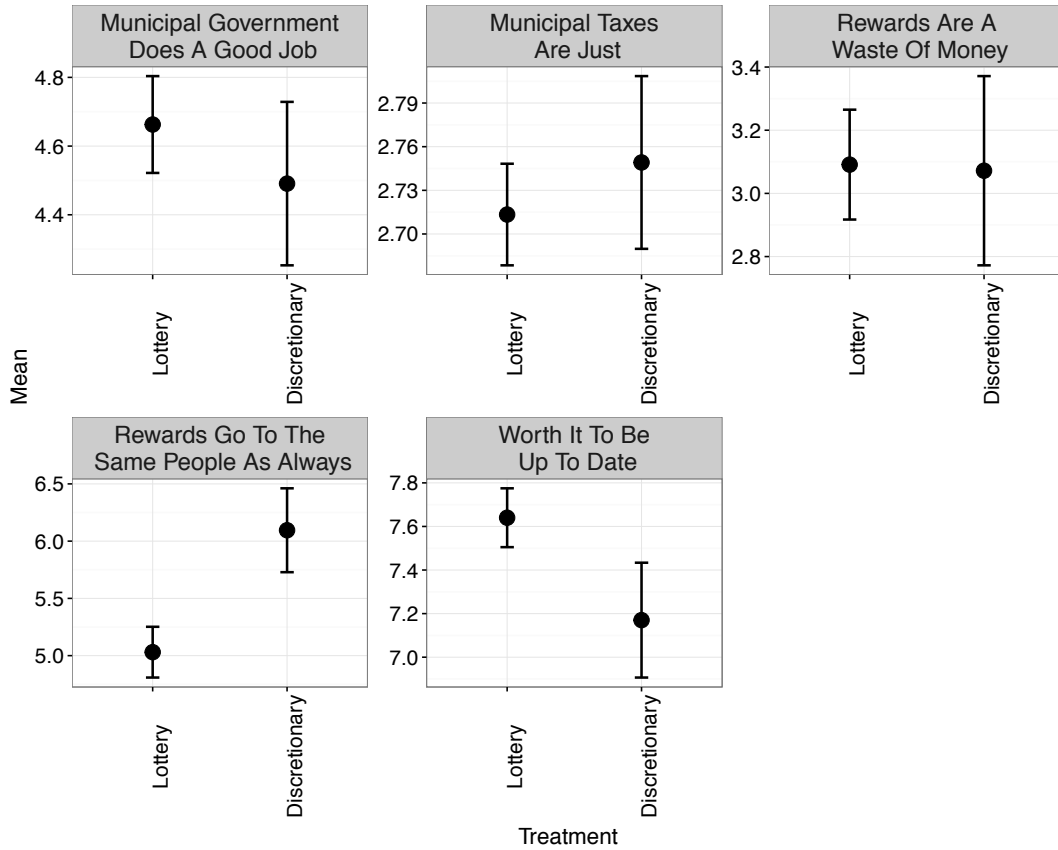 Municipal Government
Does A Good Job
Municipal Taxes
Are Just
Rewards Are A
Waste Of Money
4.8
4.6
4.4
2.79
2.76
2.73
2.70
3.4
3.2
3.0
2.8
Lottery
Discretionary
Lottery
Discretionary
Lottery
Discretionary
Mean
Rewards Go To The
Same People As Always
Worth It To Be
Up To Date
6.5
6.0
5.5
5.0
7.8
7.6
7.4
7.2
7.0
Lottery
Discretionary
Lottery
Discretionary
Treatment